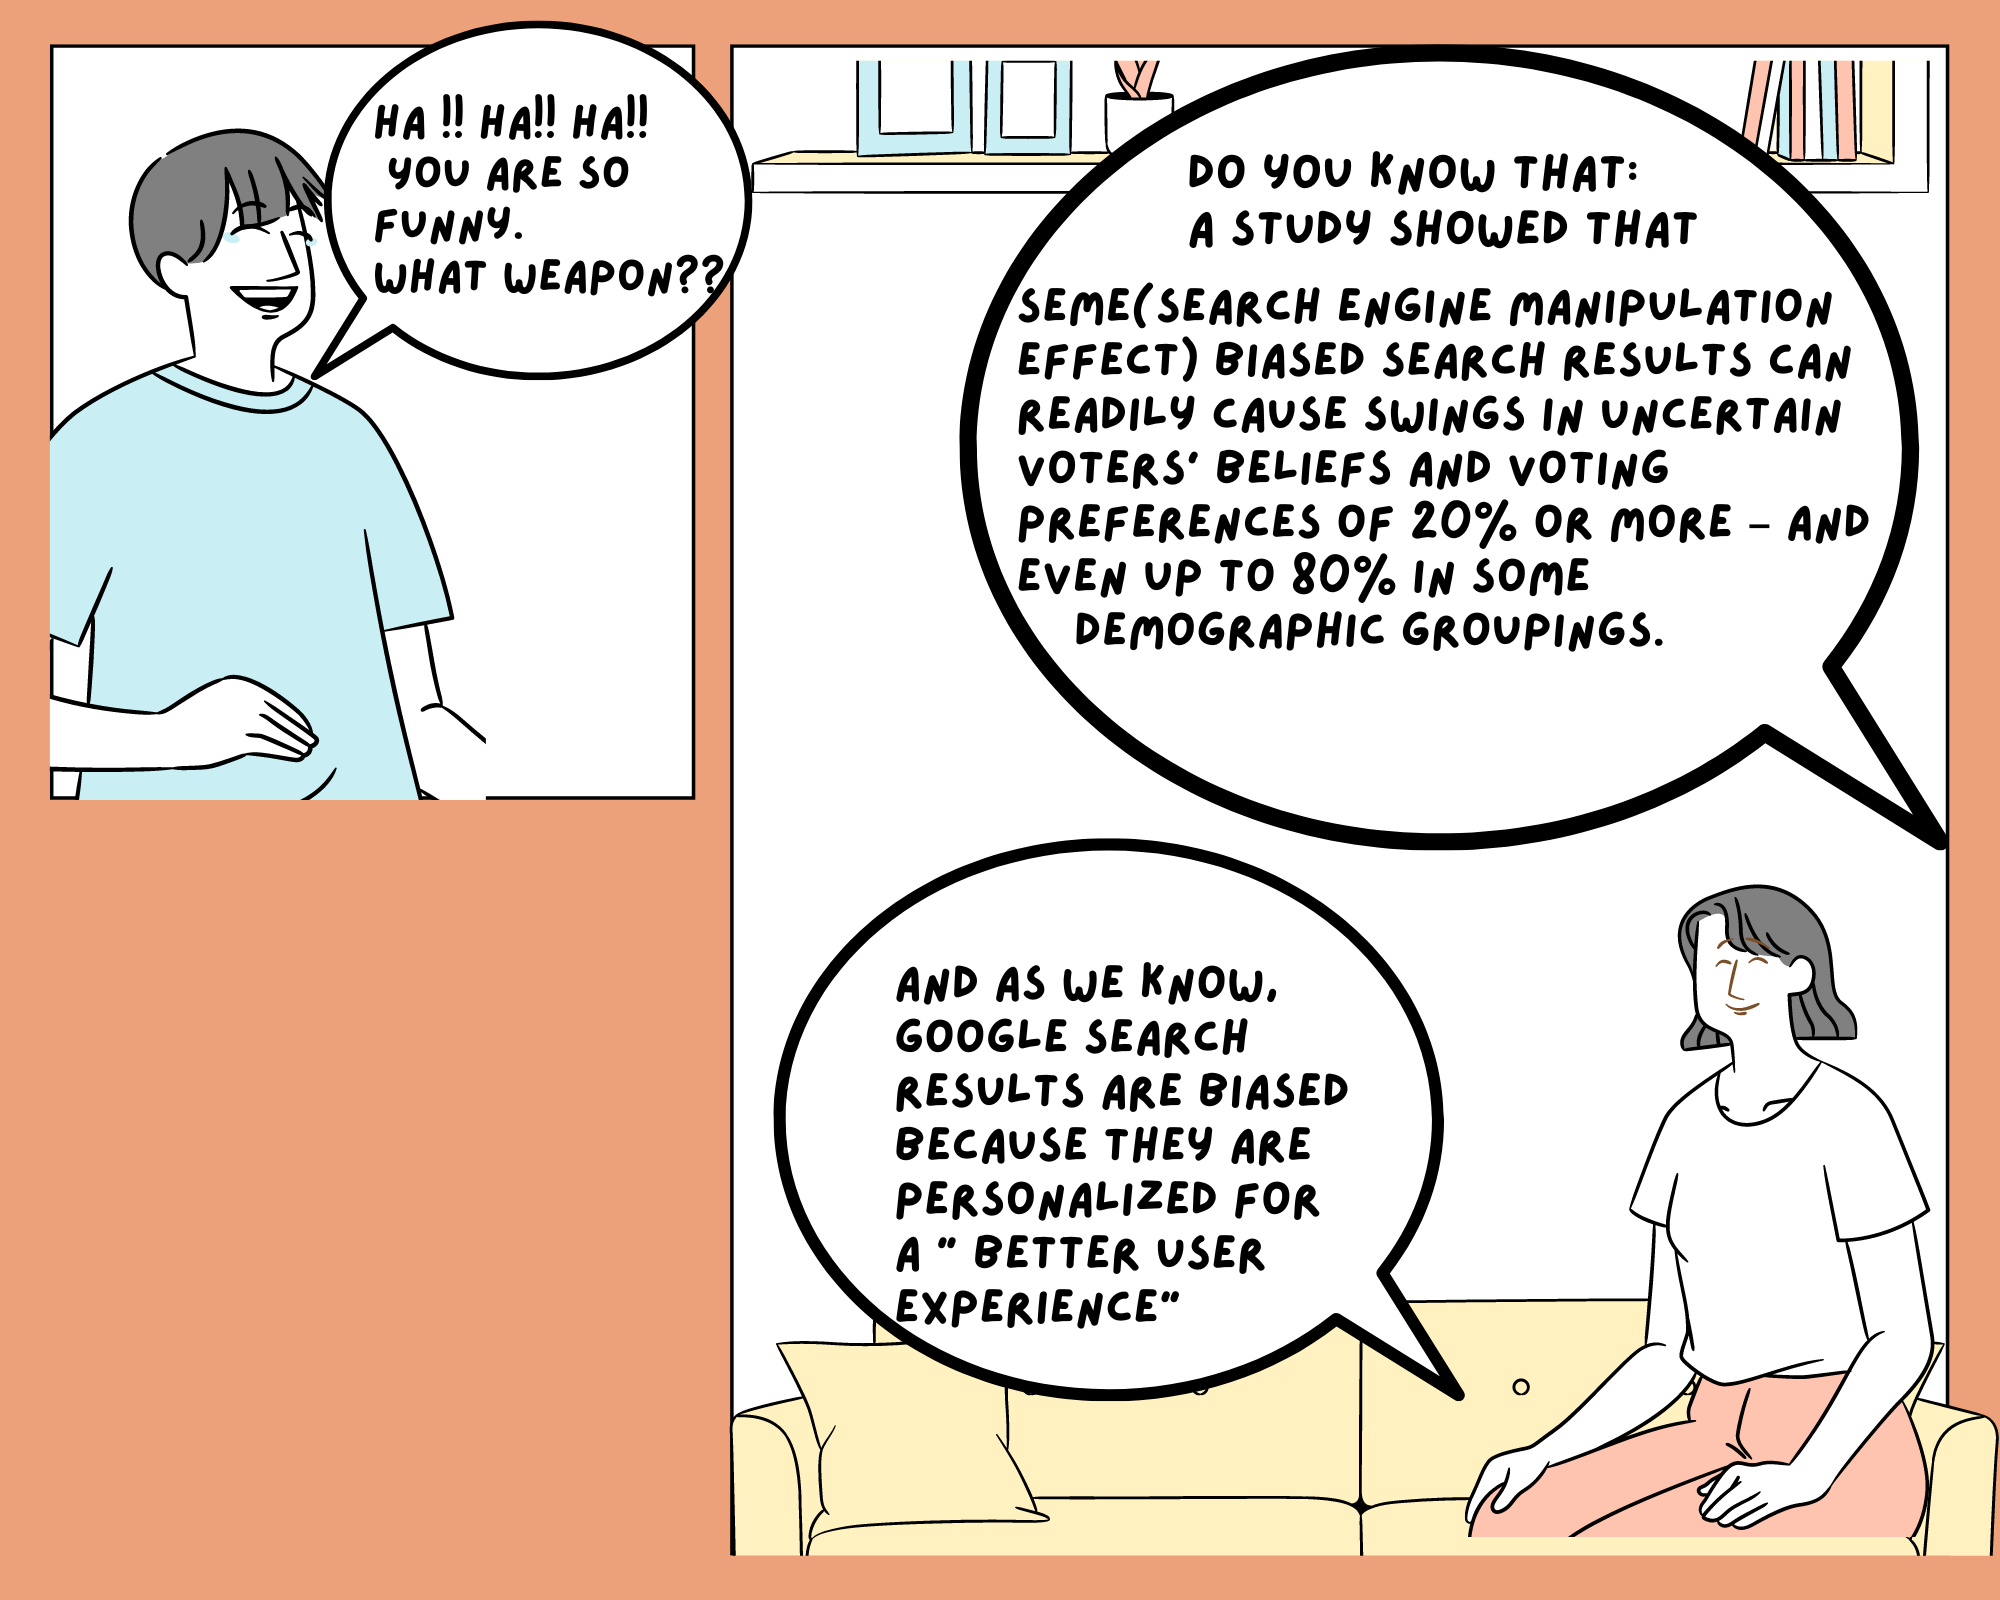 HA !! HA!! HA!!
YOU ARE SO
FUNNY.
WHAT WEAPON??
DO YOU KNOW THAT:
A STUDY SHOWED THAT
SEME(SEARCH ENGINE MANIPULATION
EFFECT) BIASED SEARCH RESULTS CAN
READILY CAUSE SWINGS IN UNCERTAIN
VOTERS' BELIEFS AND VOTING
PREFERENCES OF 20% OR MORE – AND
EVEN UP TO 80% IN SOME
DEMOGRAPHIC GROUPINGS.
AND AS WE KNOW,
GOOGLE SEARCH
RESULTS ARE BIASED
BECAUSE THEY ARE
PERSONALIZED FOR
A " BETTER USER
EXPERIENCE"